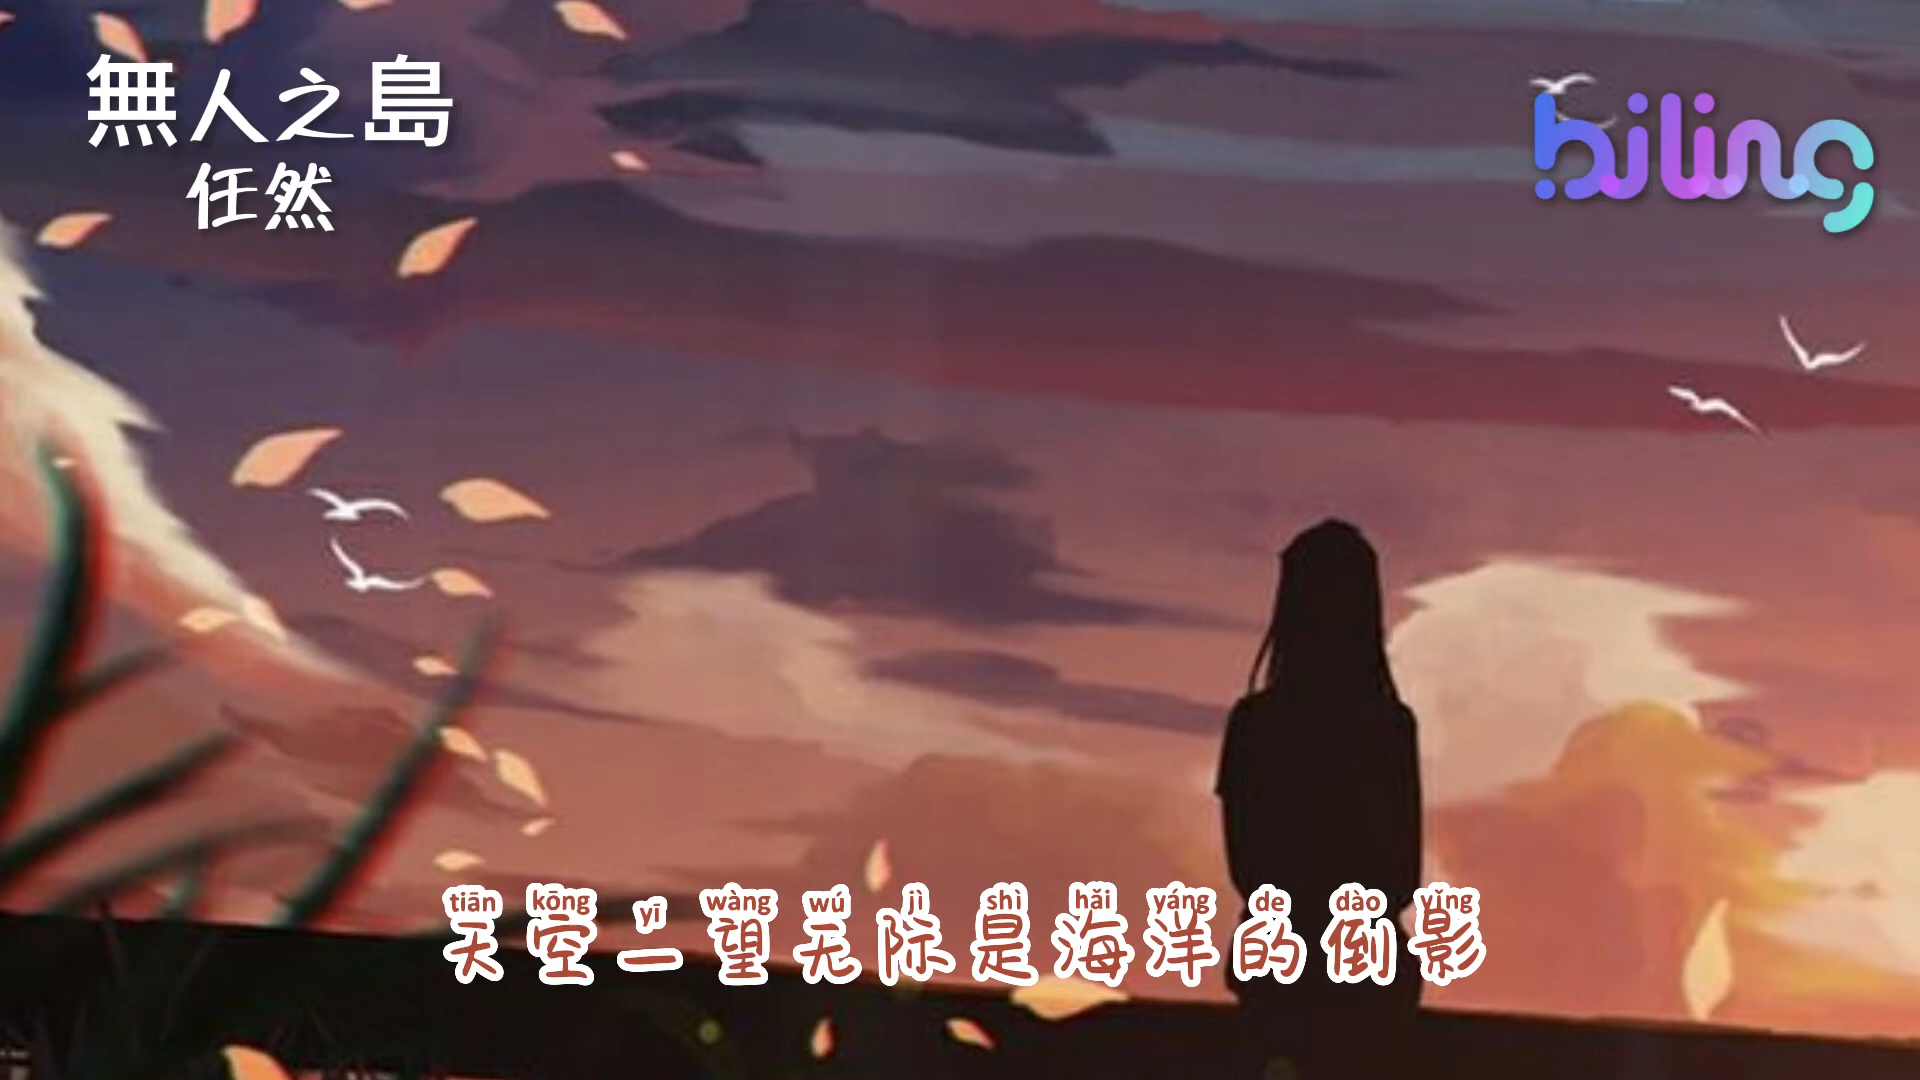 無人之島
任然
biling
tiān kōng yī wàng wú jì shì hǎi yáng de dào yǐng
天空一望无际是海洋的倒影